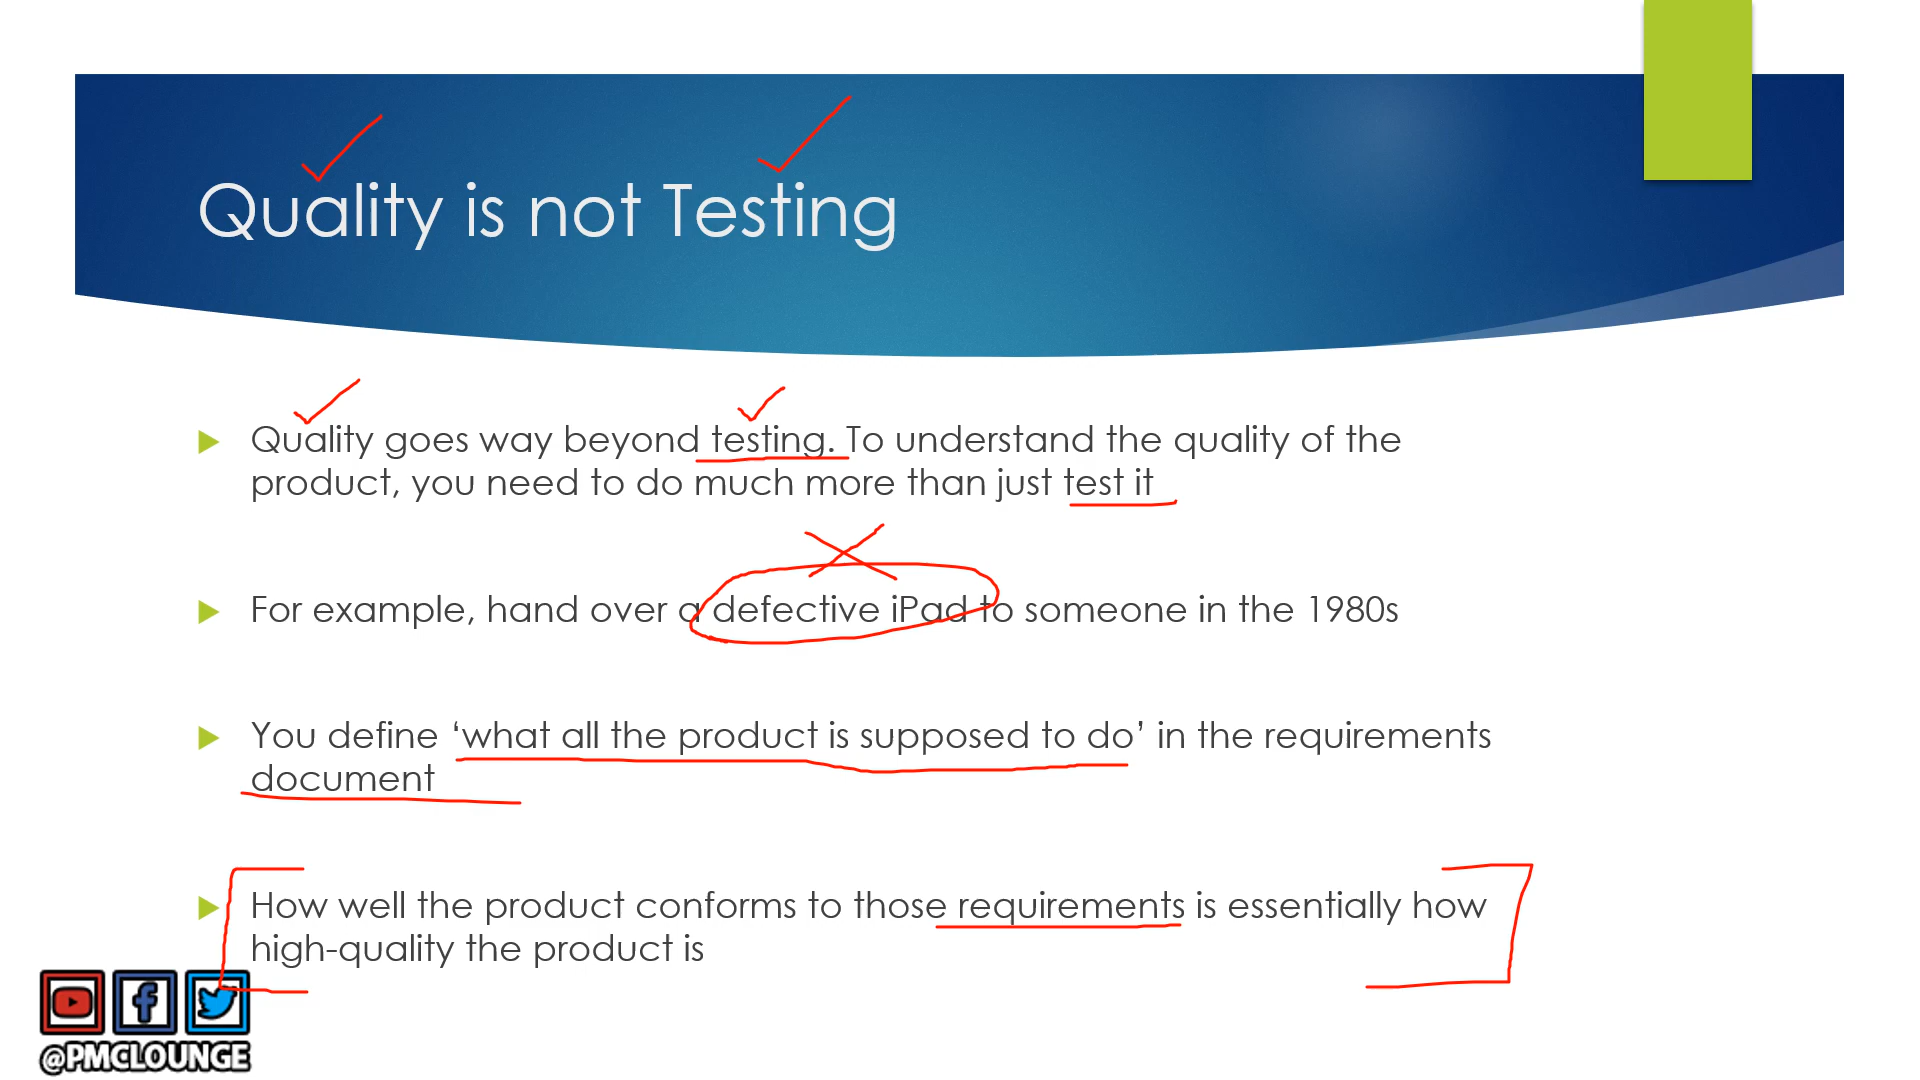 Quality is not Testing
Quality goes way beyond testing. To understand the quality of the
product, you need to do much more than just test it
For example, hand over a defective iPad to someone in the 1980s
You define ‘what all the product is supposed to do’ in the requirements
document
How well the product conforms to those requirements is essentially how
high-quality the product is
@PMCLOUNGE